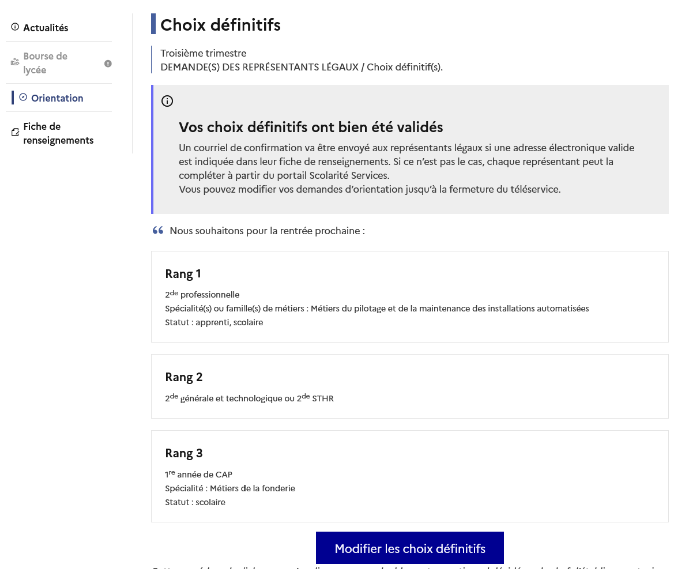 Actualités
Bourse de
lycée
Orientation
Fiche de
renseignements
Choix définitifs
Troisième trimestre
DEMANDE(S) DES REPRÉSENTANTS LÉGAUX / Choix définitif(s).
Vos choix définitifs ont bien été validés
Un courriel de confirmation va être envoyé aux représentants légaux si une adresse électronique valide
est indiquée dans leur fiche de renseignements. Si ce n'est pas le cas, chaque représentant peut la
compléter à partir du portail Scolarité Services.
Vous pouvez modifier vos demandes d'orientation jusqu'à la fermeture du téléservice.
Nous souhaitons pour la rentrée prochaine :
Rang 1
2de professionnelle
Spécialité(s) ou famille(s) de métiers : Métiers du pilotage et de la maintenance des installations automatisées
Statut : apprenti, scolaire
Rang 2
2de générale et technologique ou 2de STHR
Rang 3
1re année de CAP
Spécialité : Métiers de la fonderie
Statut : scolaire
Modifier les choix définitifs